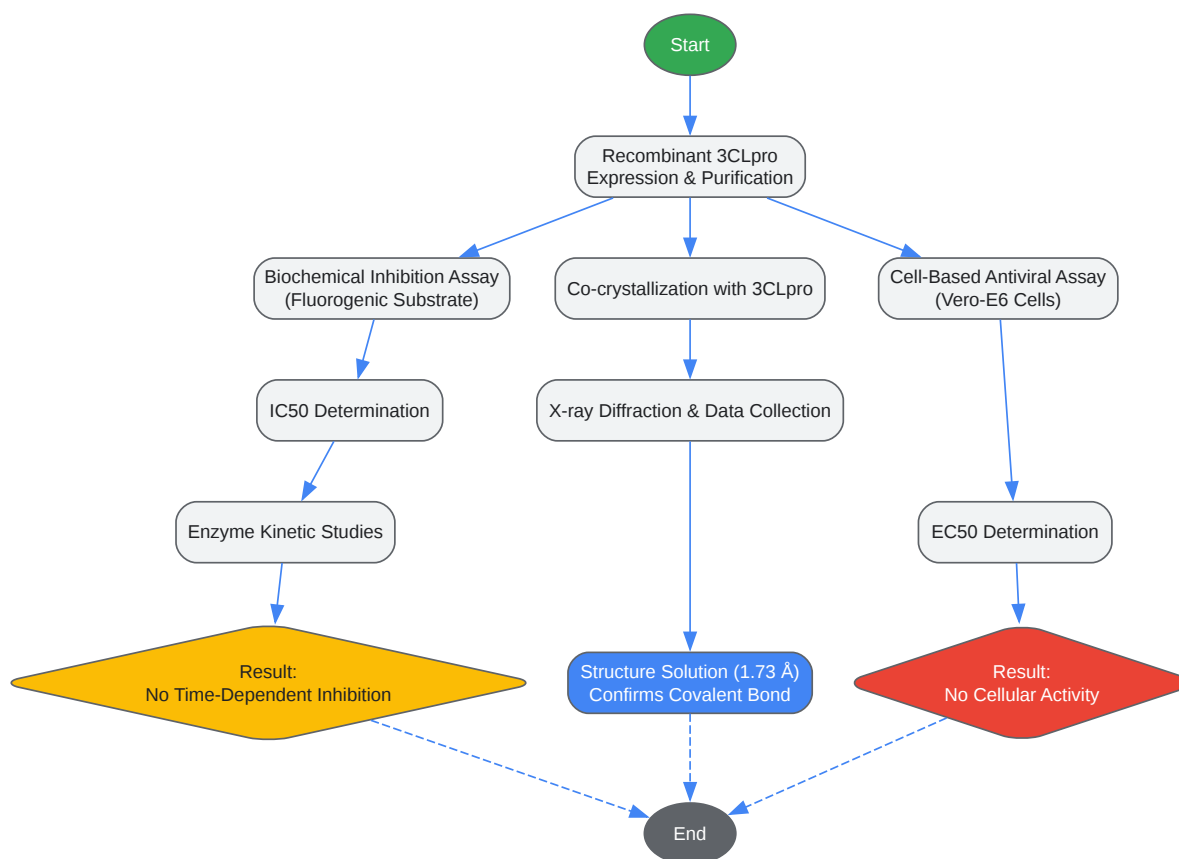 Start
Recombinant 3CLpro
Expression & Purification
Biochemical Inhibition Assay
(Fluorogenic Substrate)
Co-crystallization with 3CLpro
Cell-Based Antiviral Assay
(Vero-E6 Cells)
IC50 Determination
X-ray Diffraction & Data Collection
Enzyme Kinetic Studies
EC50 Determination
Result:
No Time-Dependent Inhibition
Structure Solution (1.73 Å)
Confirms Covalent Bond
Result:
No Cellular Activity
End